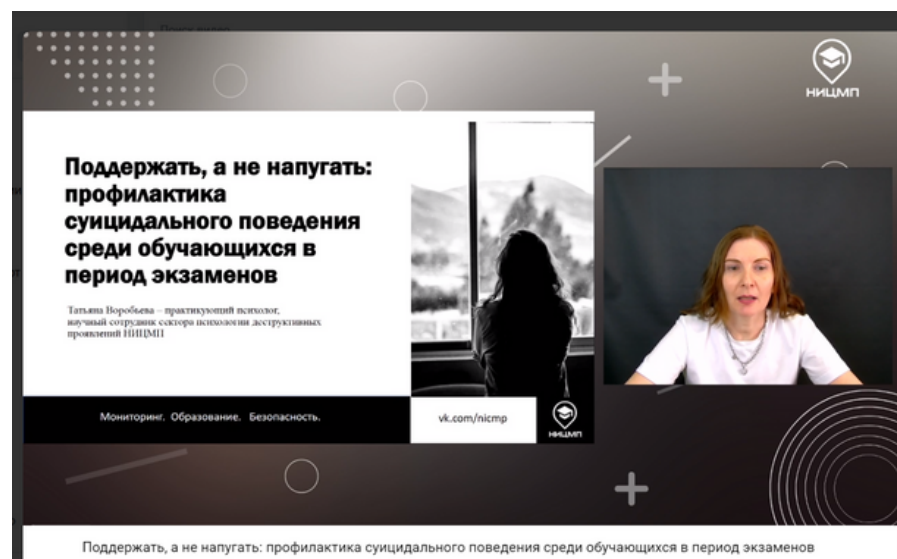 Поиск видео
НИЦМП
Поддержать, а не напугать:
профилактика
суицидального поведения
среди обучающихся в
период экзаменов
Татьяна Воробьева – практикующий психолог,
научный сотрудник сектора психологии деструктивных
проявлений НИЦМП
Мониторинг. Образование. Безопасность.
vk.com/nicmp
НИЦМП
Поддержать, а не напугать: профилактика суицидального поведения среди обучающихся в период экзаменов